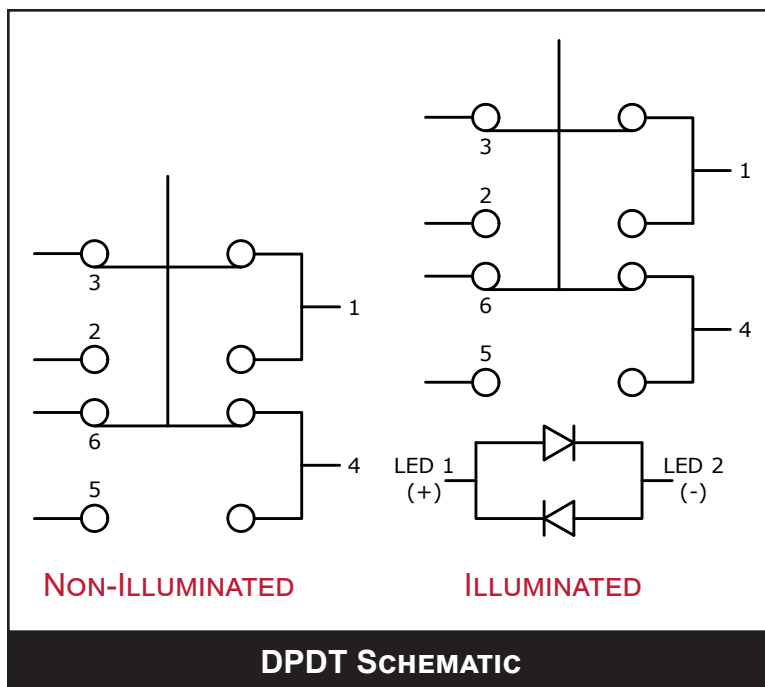 3
2
1
6
5
4
NON-ILLUMINATED
3
2
1
6
5
4
LED 1
(+)
LED 2
(-)
ILLUMINATED
DPDT SCHEMATIC